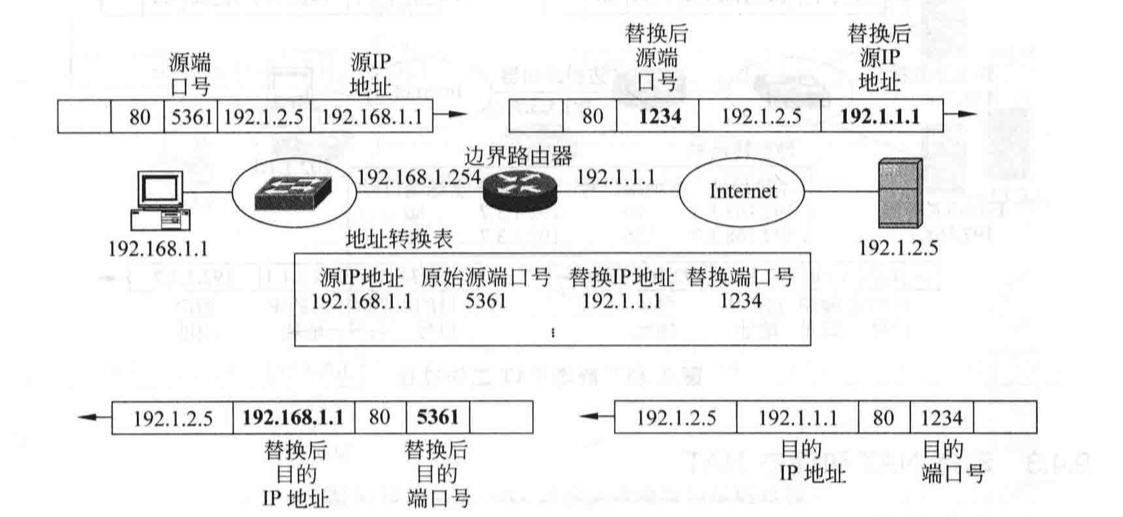 源端
口号
源IP
地址
替换后
源端
口号
替换后
源IP
地址
80 5361 192.1.2.5 192.168.1.1
80 1234 192.1.2.5 192.1.1.1
边界路由器
192.168.1.254
192.1.1.1
Internet
192.168.1.1
192.1.2.5
地址转换表
源IP地址 原始源端口号 替换IP地址 替换端口号
192.168.1.1 5361 192.1.1.1 1234
⋮
192.1.2.5 192.168.1.1 80 5361
192.1.2.5 192.1.1.1 80 1234
替换后
目的
IP 地址
替换后
目的
端口号
目的
IP 地址
目的
端口号